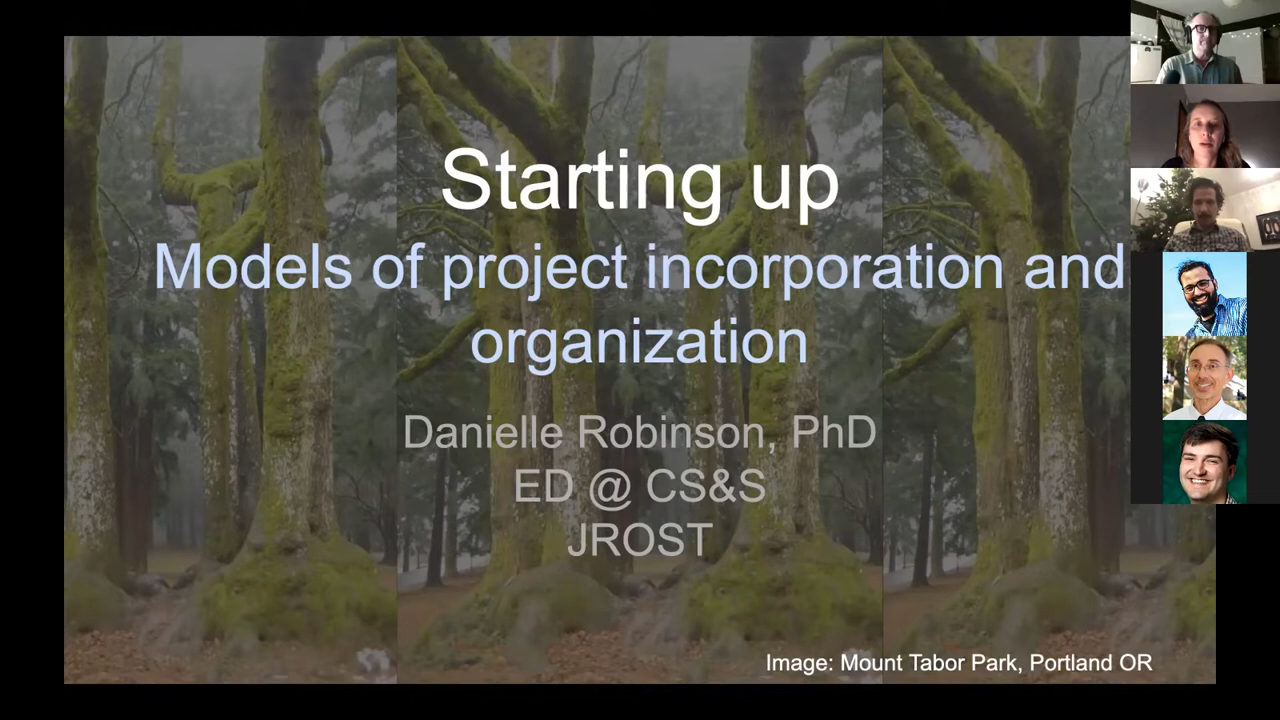 Starting up
Models of project incorporation and
organization
Danielle Robinson, PhD
ED @ CS&S
JROST
Image: Mount Tabor Park, Portland OR